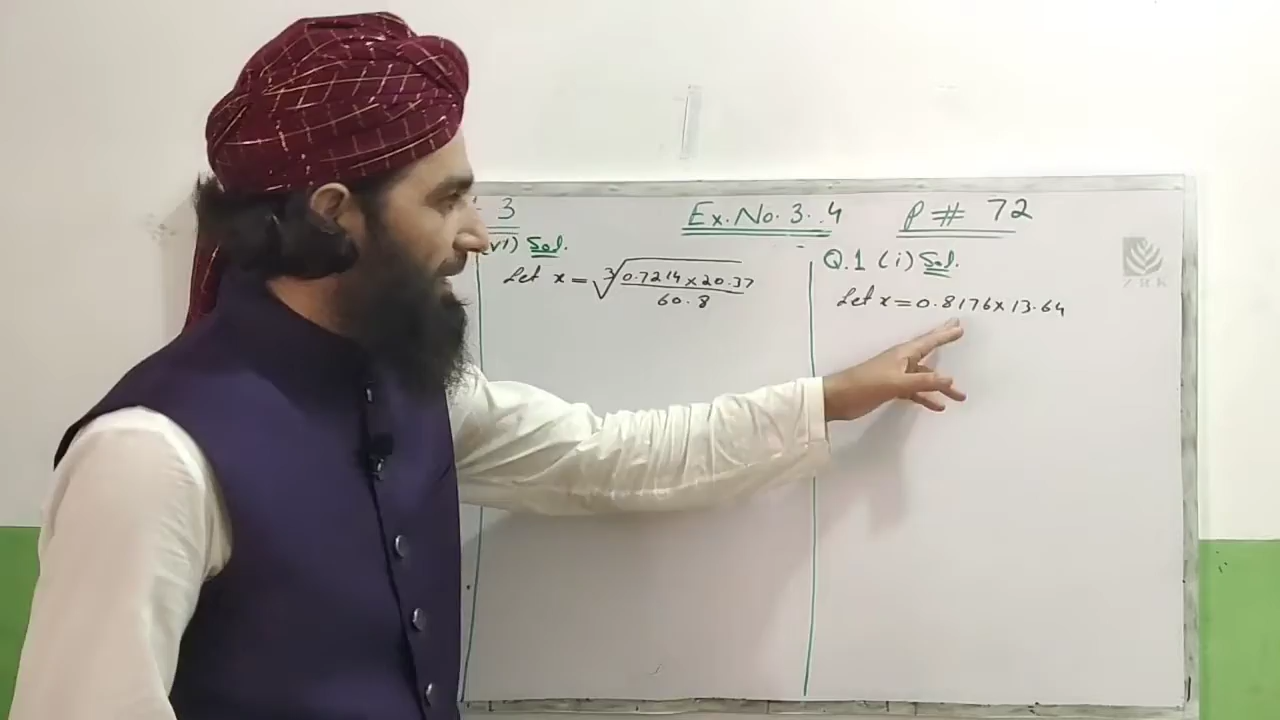 3
Ex.No.3.4
P# 72
(vi) Sol.
Let x = ∛(0.7214×20.37 / 60.8)
Q.1 (i) Sol.
Let x = 0.8176×13.64
ZRK